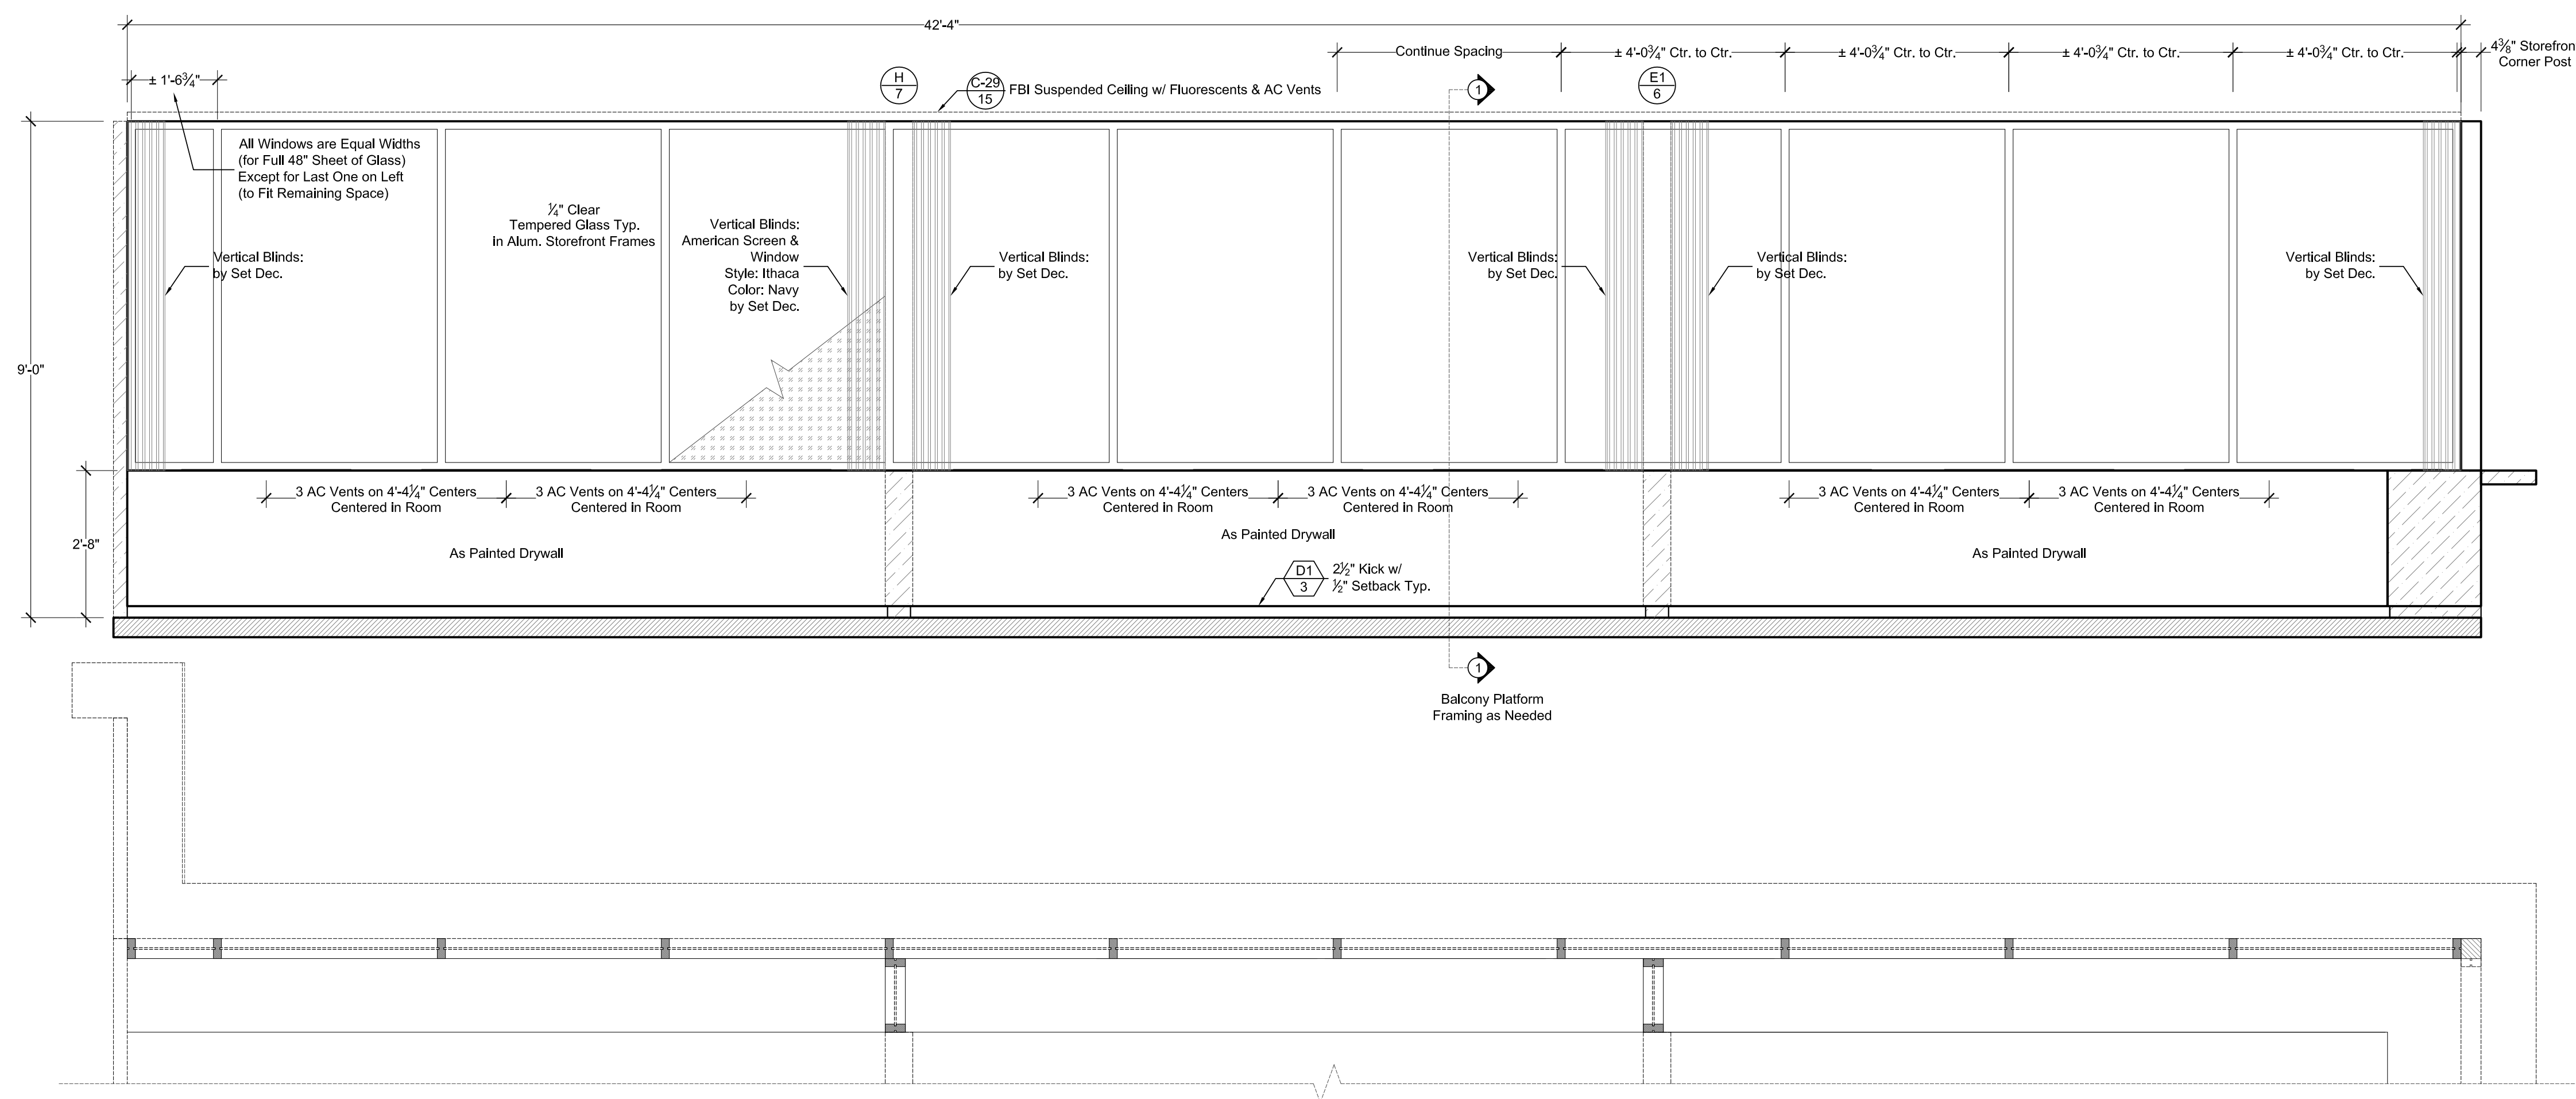 42'-4"
Continue Spacing
± 4'-0¾" Ctr. to Ctr.
± 4'-0¾" Ctr. to Ctr.
± 4'-0¾" Ctr. to Ctr.
± 4'-0¾" Ctr. to Ctr.
4⅜" Storefron
Corner Post
± 1'-6¾"
H
7
C-29
15
FBI Suspended Ceiling w/ Fluorescents & AC Vents
1
E1
6
All Windows are Equal Widths
(for Full 48" Sheet of Glass)
Except for Last One on Left
(to Fit Remaining Space)
¼" Clear
Tempered Glass Typ.
in Alum. Storefront Frames
Vertical Blinds:
American Screen &
Window
Style: Ithaca
Color: Navy
by Set Dec.
Vertical Blinds:
by Set Dec.
Vertical Blinds:
by Set Dec.
Vertical Blinds:
by Set Dec.
Vertical Blinds:
by Set Dec.
Vertical Blinds:
by Set Dec.
9'-0"
2'-8"
3 AC Vents on 4'-4¼" Centers
Centered in Room
3 AC Vents on 4'-4¼" Centers
Centered in Room
3 AC Vents on 4'-4¼" Centers
Centered in Room
3 AC Vents on 4'-4¼" Centers
Centered in Room
3 AC Vents on 4'-4¼" Centers
Centered in Room
3 AC Vents on 4'-4¼" Centers
Centered in Room
As Painted Drywall
As Painted Drywall
As Painted Drywall
D1
3
2½" Kick w/
½" Setback Typ.
1
Balcony Platform
Framing as Needed